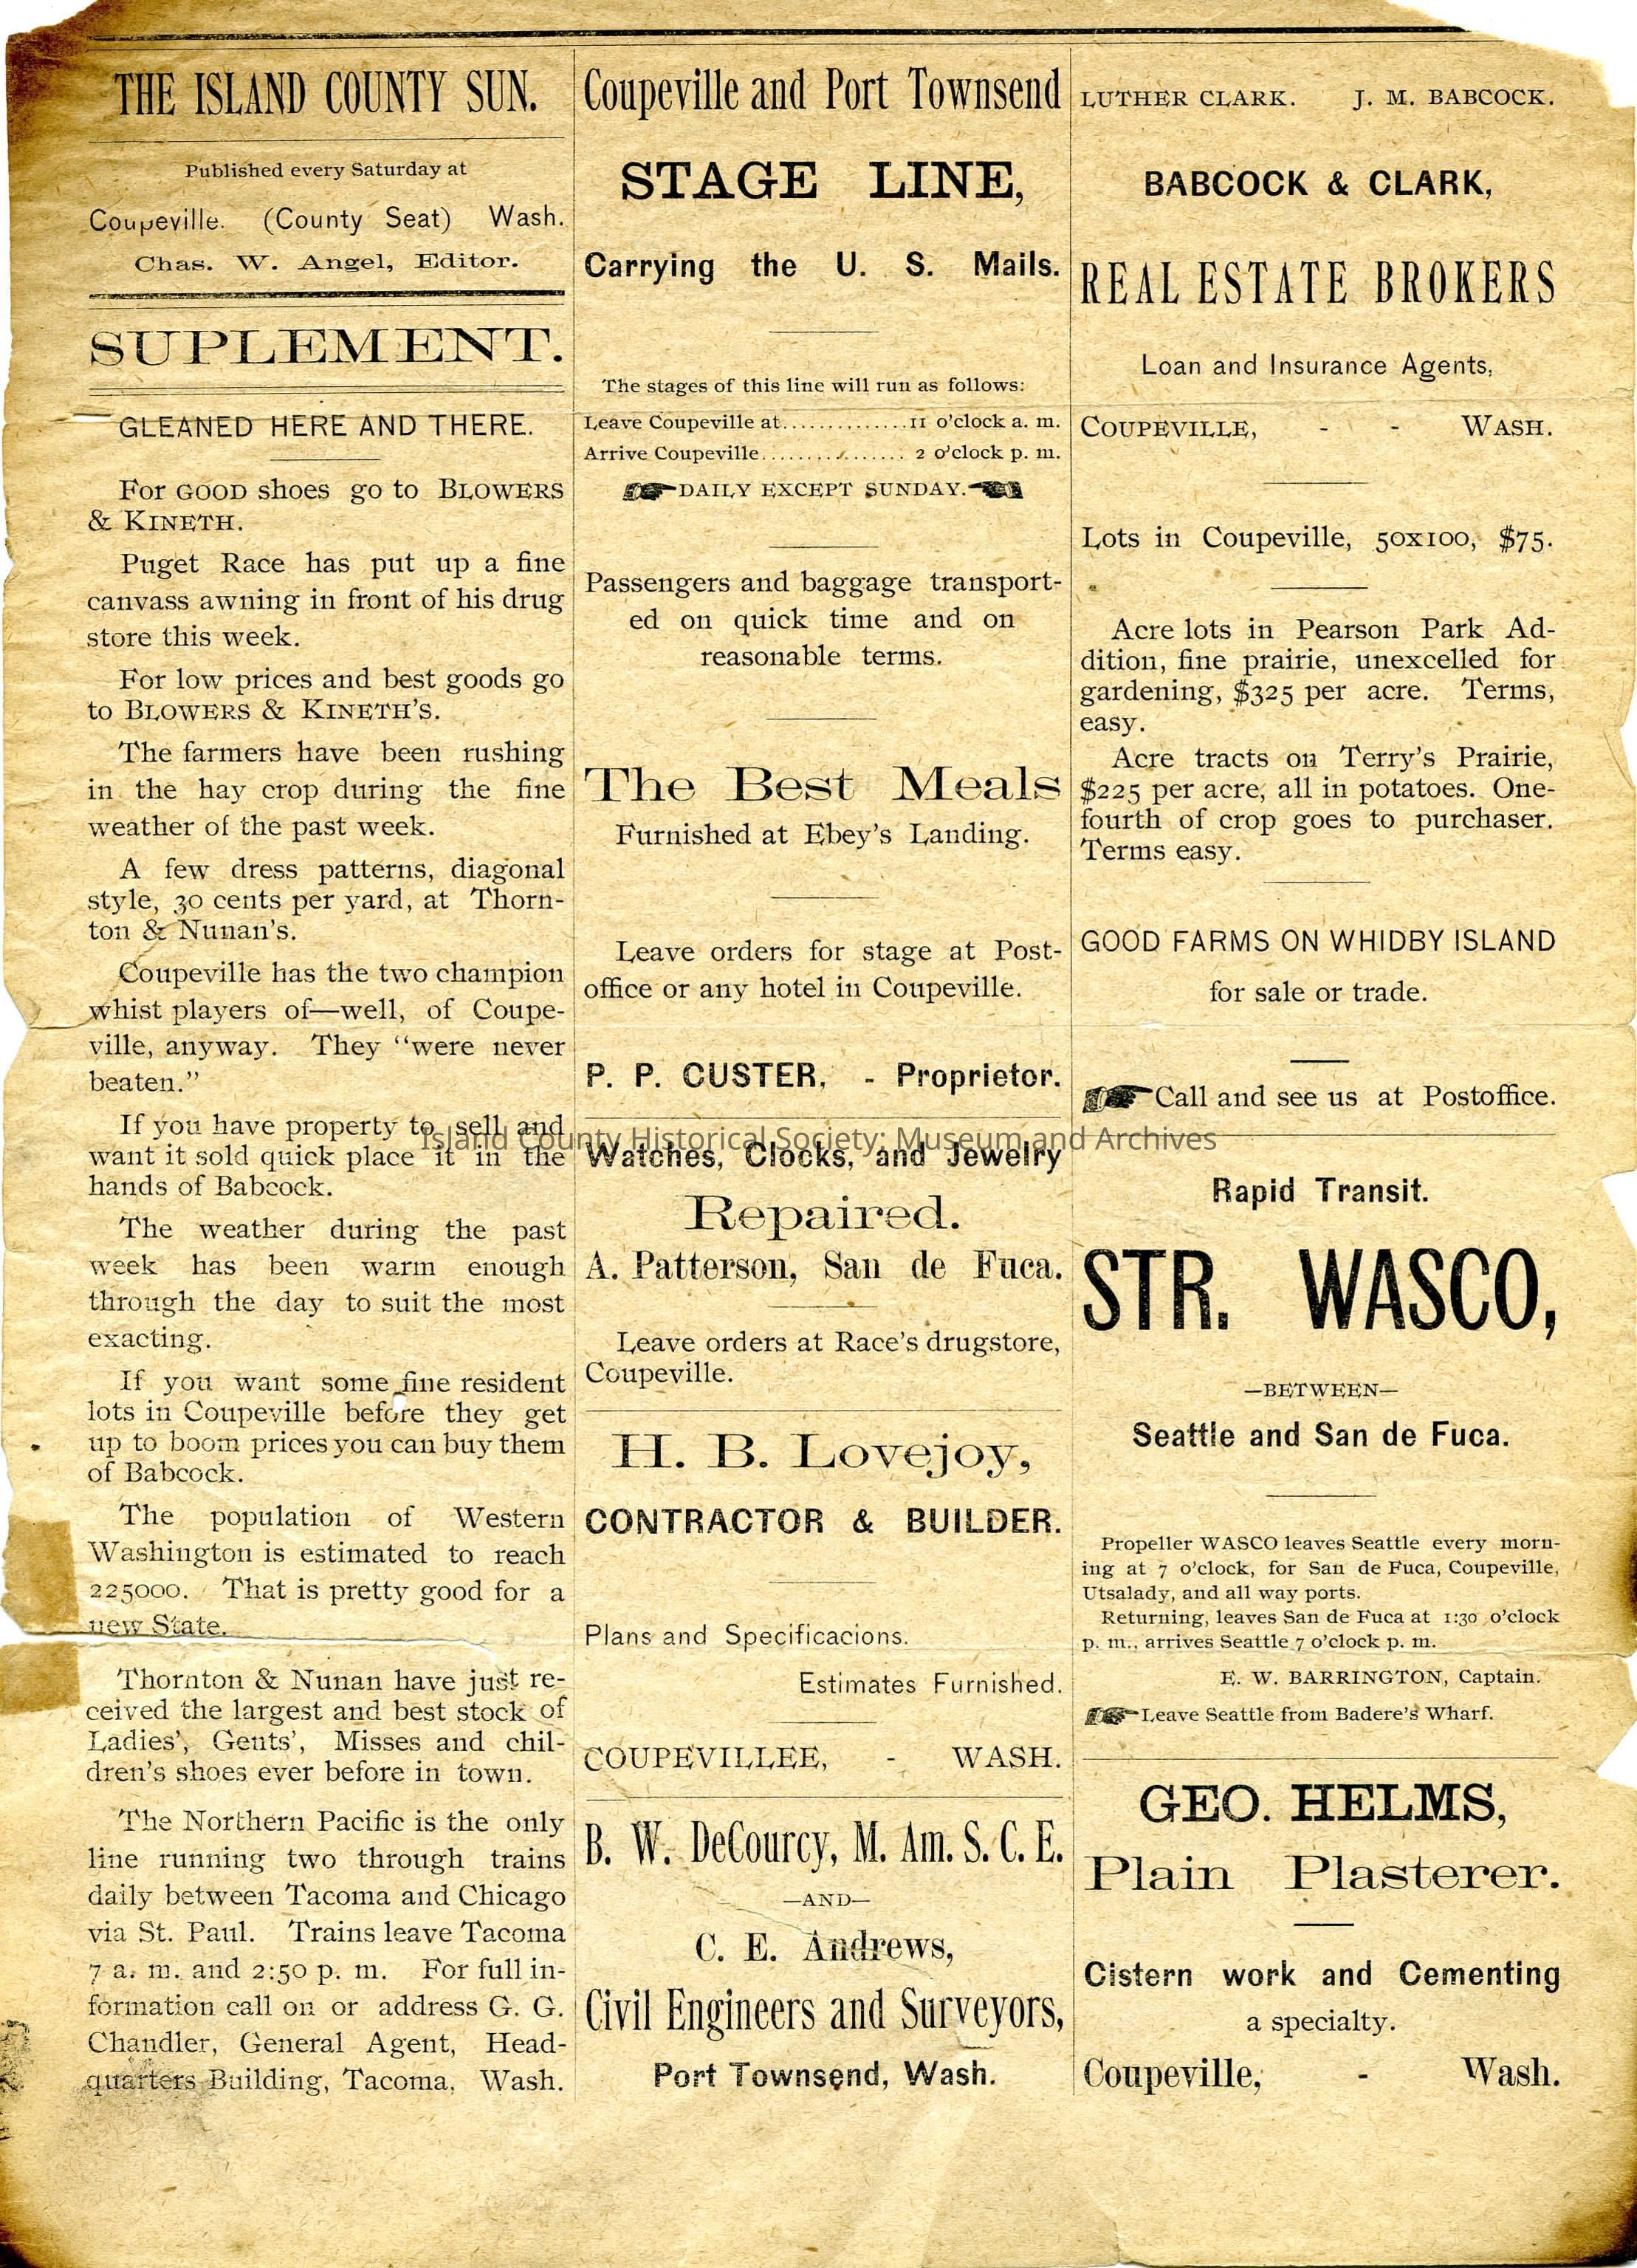 THE ISLAND COUNTY SUN.
Published every Saturday at
Coupeville. (County Seat) Wash.
Chas. W. Angel, Editor.
SUPLEMENT.
GLEANED HERE AND THERE.
For GOOD shoes go to BLOWERS
& KINETH.
Puget Race has put up a fine
canvass awning in front of his drug
store this week.
For low prices and best goods go
to BLOWERS & KINETH'S.
The farmers have been rushing
in the hay crop during the fine
weather of the past week.
A few dress patterns, diagonal
style, 30 cents per yard, at Thorn-
ton & Nunan's.
Coupeville has the two champion
whist players of—well, of Coupe-
ville, anyway. They "were never
beaten."
If you have property to sell and
want it sold quick place it in the
hands of Babcock.
The weather during the past
week has been warm enough
through the day to suit the most
exacting.
If you want some fine resident
lots in Coupeville before they get
up to boom prices you can buy them
of Babcock.
The population of Western
Washington is estimated to reach
225000. That is pretty good for a
new State.
Thornton & Nunan have just re-
ceived the largest and best stock of
Ladies', Gents', Misses and chil-
dren's shoes ever before in town.
The Northern Pacific is the only
line running two through trains
daily between Tacoma and Chicago
via St. Paul. Trains leave Tacoma
7 a. m. and 2:50 p. m. For full in-
formation call on or address G. G.
Chandler, General Agent, Head-
quarters Building, Tacoma, Wash.
Coupeville and Port Townsend
STAGE LINE,
Carrying the U. S. Mails.
The stages of this line will run as follows:
Leave Coupeville at..............11 o'clock a. m.
Arrive Coupeville................ 2 o'clock p. m.
DAILY EXCEPT SUNDAY.
Passengers and baggage transport-
ed on quick time and on
reasonable terms.
The Best Meals
Furnished at Ebey's Landing.
Leave orders for stage at Post-
office or any hotel in Coupeville.
P. P. CUSTER, - Proprietor.
Island County Historical Society: Museum and Archives
Watches, Clocks, and Jewelry
Repaired.
A. Patterson, San de Fuca.
Leave orders at Race's drugstore,
Coupeville.
H. B. Lovejoy,
CONTRACTOR & BUILDER.
Plans and Specificacions.
Estimates Furnished.
COUPEVILLEE, - WASH.
B. W. DeCourcy, M. Am. S. C. E.
—AND—
C. E. Andrews,
Civil Engineers and Surveyors,
Port Townsend, Wash.
LUTHER CLARK. J. M. BABCOCK.
BABCOCK & CLARK,
REAL ESTATE BROKERS
Loan and Insurance Agents,
COUPEVILLE, - - WASH.
Lots in Coupeville, 50x100, $75.
Acre lots in Pearson Park Ad-
dition, fine prairie, unexcelled for
gardening, $325 per acre. Terms,
easy.
Acre tracts on Terry's Prairie,
$225 per acre, all in potatoes. One-
fourth of crop goes to purchaser.
Terms easy.
GOOD FARMS ON WHIDBY ISLAND
for sale or trade.
Call and see us at Postoffice.
Rapid Transit.
STR. WASCO,
—BETWEEN—
Seattle and San de Fuca.
Propeller WASCO leaves Seattle every morn-
ing at 7 o'clock, for San de Fuca, Coupeville,
Utsalady, and all way ports.
Returning, leaves San de Fuca at 1:30 o'clock
p. m., arrives Seattle 7 o'clock p. m.
E. W. BARRINGTON, Captain.
Leave Seattle from Badere's Wharf.
GEO. HELMS,
Plain Plasterer.
Cistern work and Cementing
a specialty.
Coupeville, - Wash.